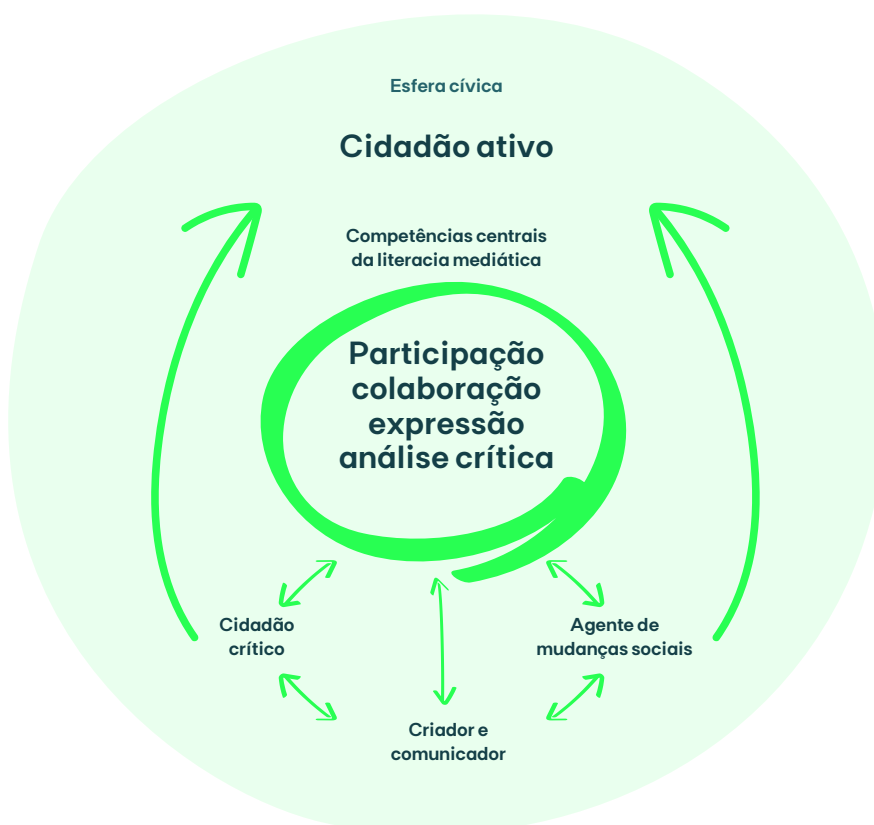 Esfera cívica
Cidadão ativo
Competências centrais
da literacia mediática
Participação
colaboração
expressão
análise crítica
Cidadão
crítico
Agente de
mudanças sociais
Criador e
comunicador